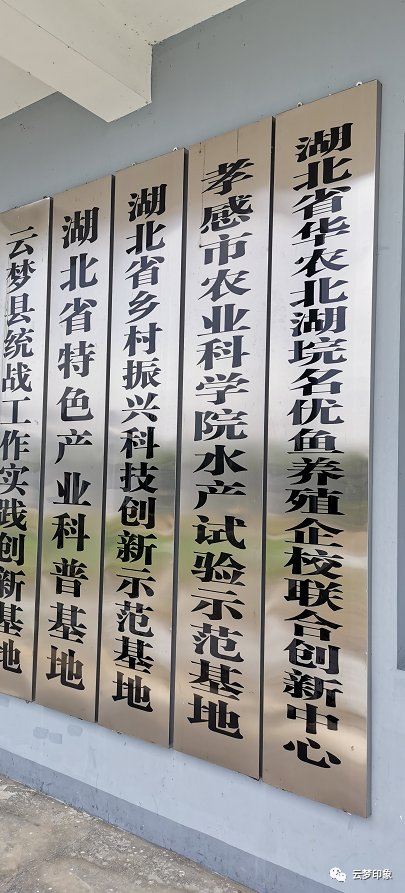 湖北省华农北湖垸名优鱼养殖企校联合创新中心
孝感市农业科学院水产试验示范基地
湖北省乡村振兴科技创新示范基地
湖北省特色产业科普基地
云梦县统战工作实践创新基地
云梦印象